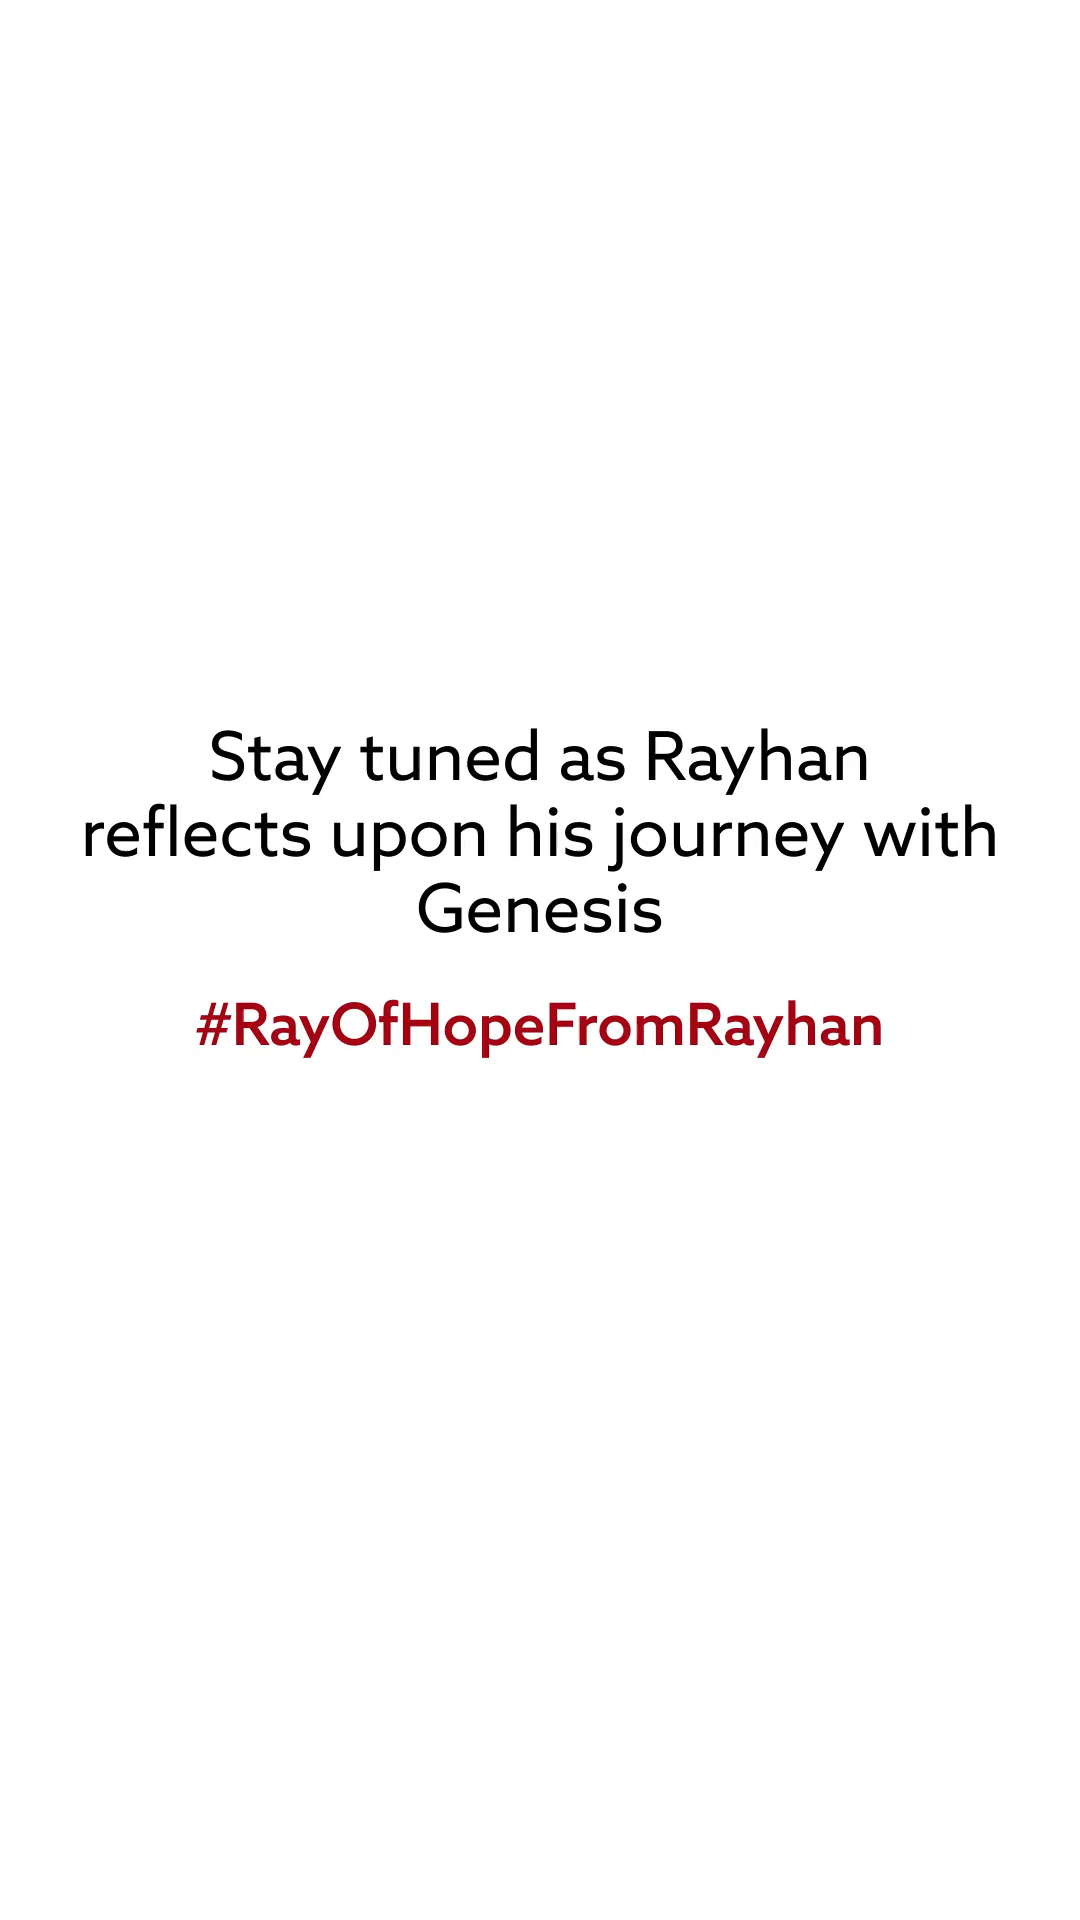 Stay tuned as Rayhan
reflects upon his journey with
Genesis
#RayOfHopeFromRayhan